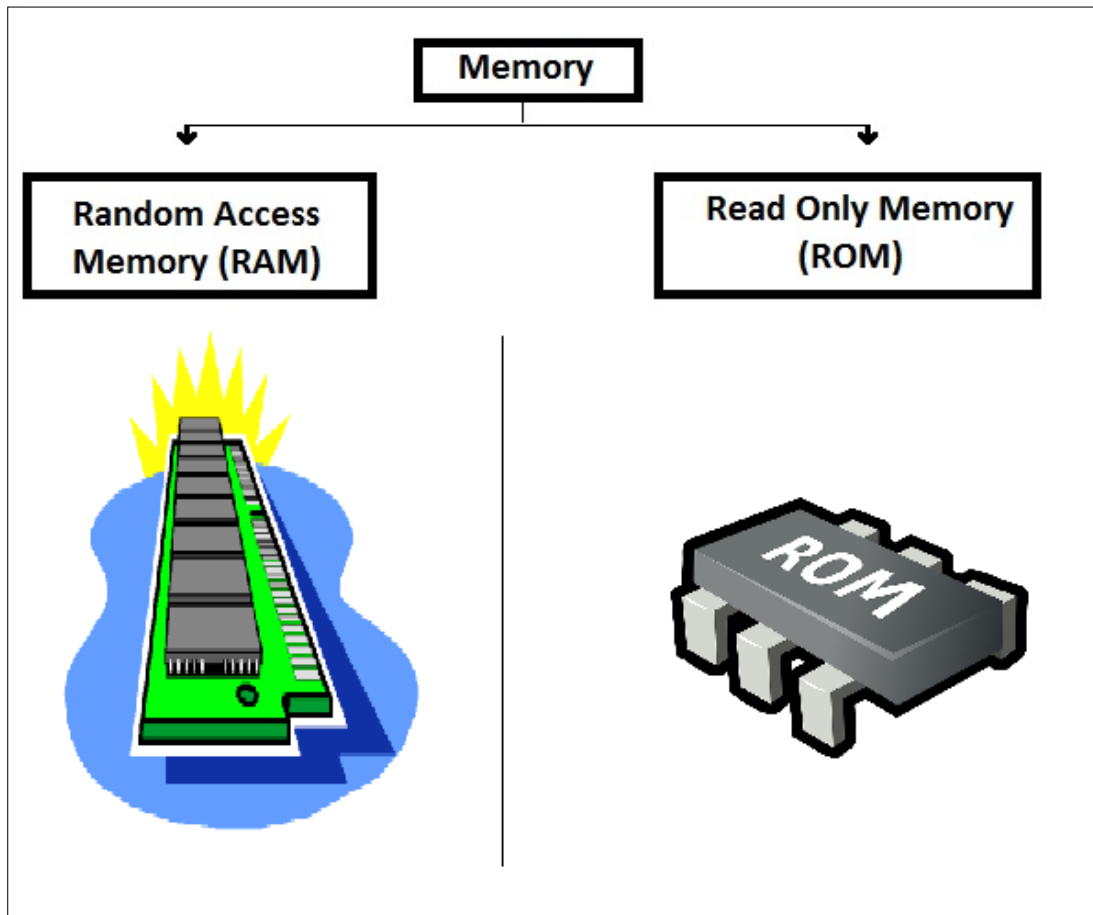 Memory
Random Access
Memory (RAM)
Read Only Memory
(ROM)
ROM